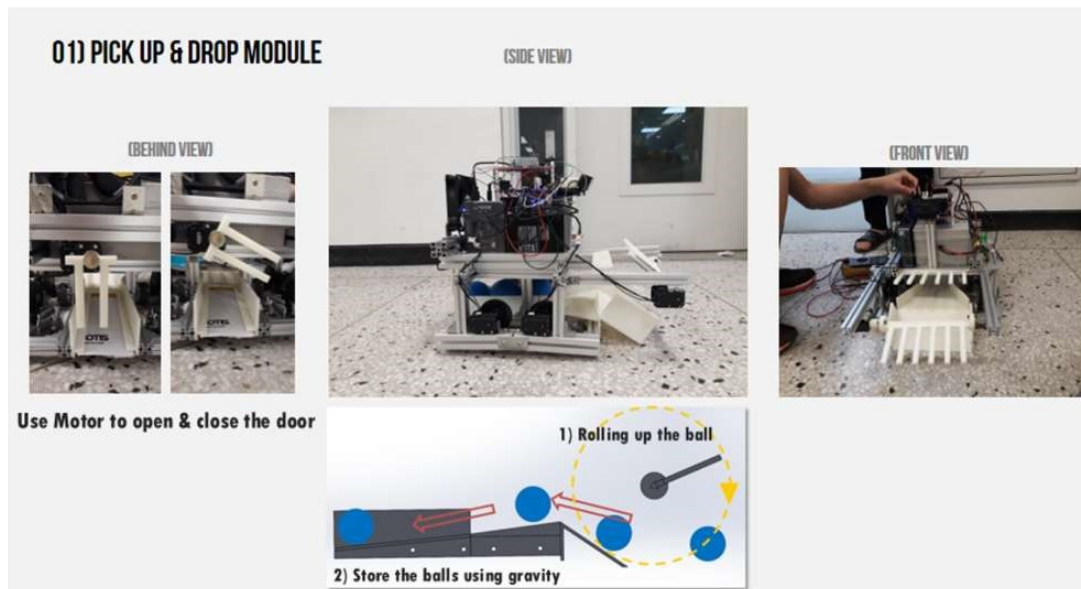 01) PICK UP & DROP MODULE
(SIDE VIEW)
(BEHIND VIEW)
(FRONT VIEW)
OTIS
Use Motor to open & close the door
1) Rolling up the ball
2) Store the balls using gravity